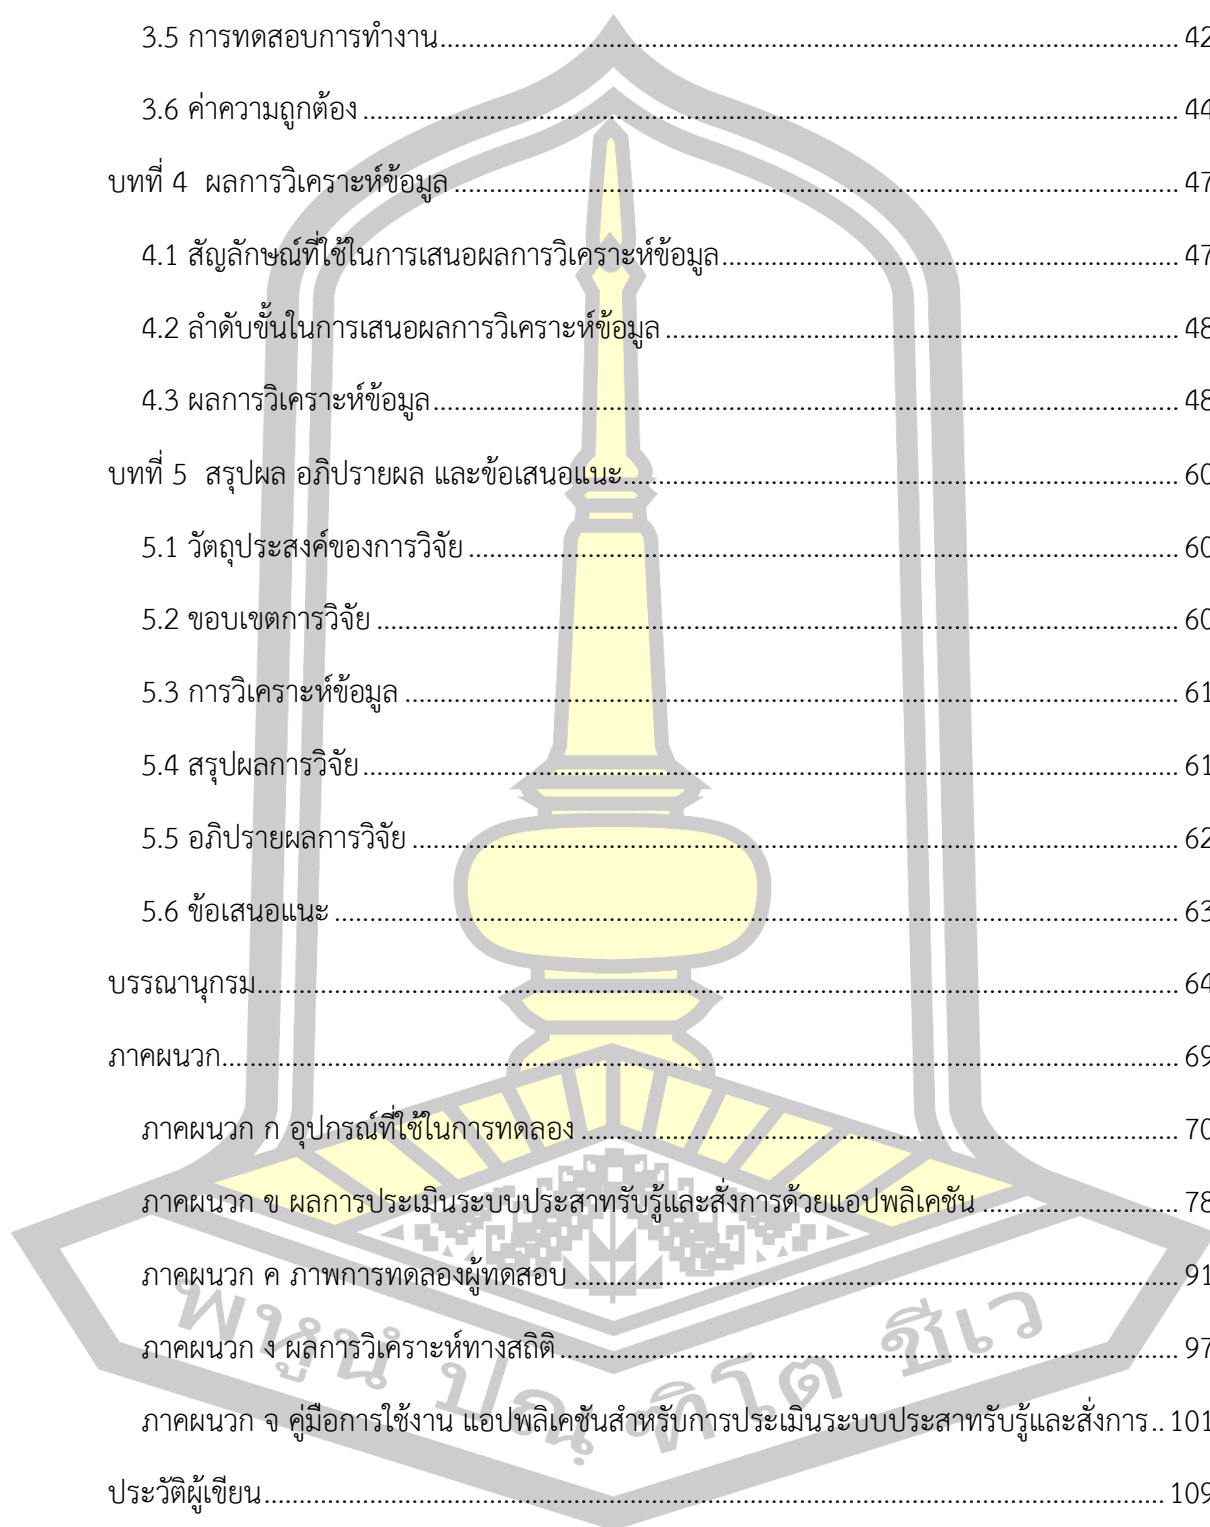 3.5 การทดสอบการทำงาน.......... 42
3.6 ค่าความถูกต้อง.......... 44
บทที่ 4 ผลการวิเคราะห์ข้อมูล.......... 47
4.1 สัญลักษณ์ที่ใช้ในการเสนอผลการวิเคราะห์ข้อมูล.......... 47
4.2 ลำดับขั้นในการเสนอผลการวิเคราะห์ข้อมูล.......... 48
4.3 ผลการวิเคราะห์ข้อมูล.......... 48
บทที่ 5 สรุปผล อภิปรายผล และข้อเสนอแนะ.......... 60
5.1 วัตถุประสงค์ของการวิจัย.......... 60
5.2 ขอบเขตการวิจัย.......... 60
5.3 การวิเคราะห์ข้อมูล.......... 61
5.4 สรุปผลการวิจัย.......... 61
5.5 อภิปรายผลการวิจัย.......... 62
5.6 ข้อเสนอแนะ.......... 63
บรรณานุกรม.......... 64
ภาคผนวก.......... 69
ภาคผนวก ก อุปกรณ์ที่ใช้ในการทดลอง.......... 70
ภาคผนวก ข ผลการประเมินระบบประสาทรับรู้และสั่งการด้วยแอปพลิเคชัน.......... 78
ภาคผนวก ค ภาพการทดลองผู้ทดสอบ.......... 91
ภาคผนวก ง ผลการวิเคราะห์ทางสถิติ.......... 97
ภาคผนวก จ คู่มือการใช้งาน แอปพลิเคชันสำหรับการประเมินระบบประสาทรับรู้และสั่งการ.. 101
ประวัติผู้เขียน.......... 109
พหูนํ ปณฺฑิโต ชีเว